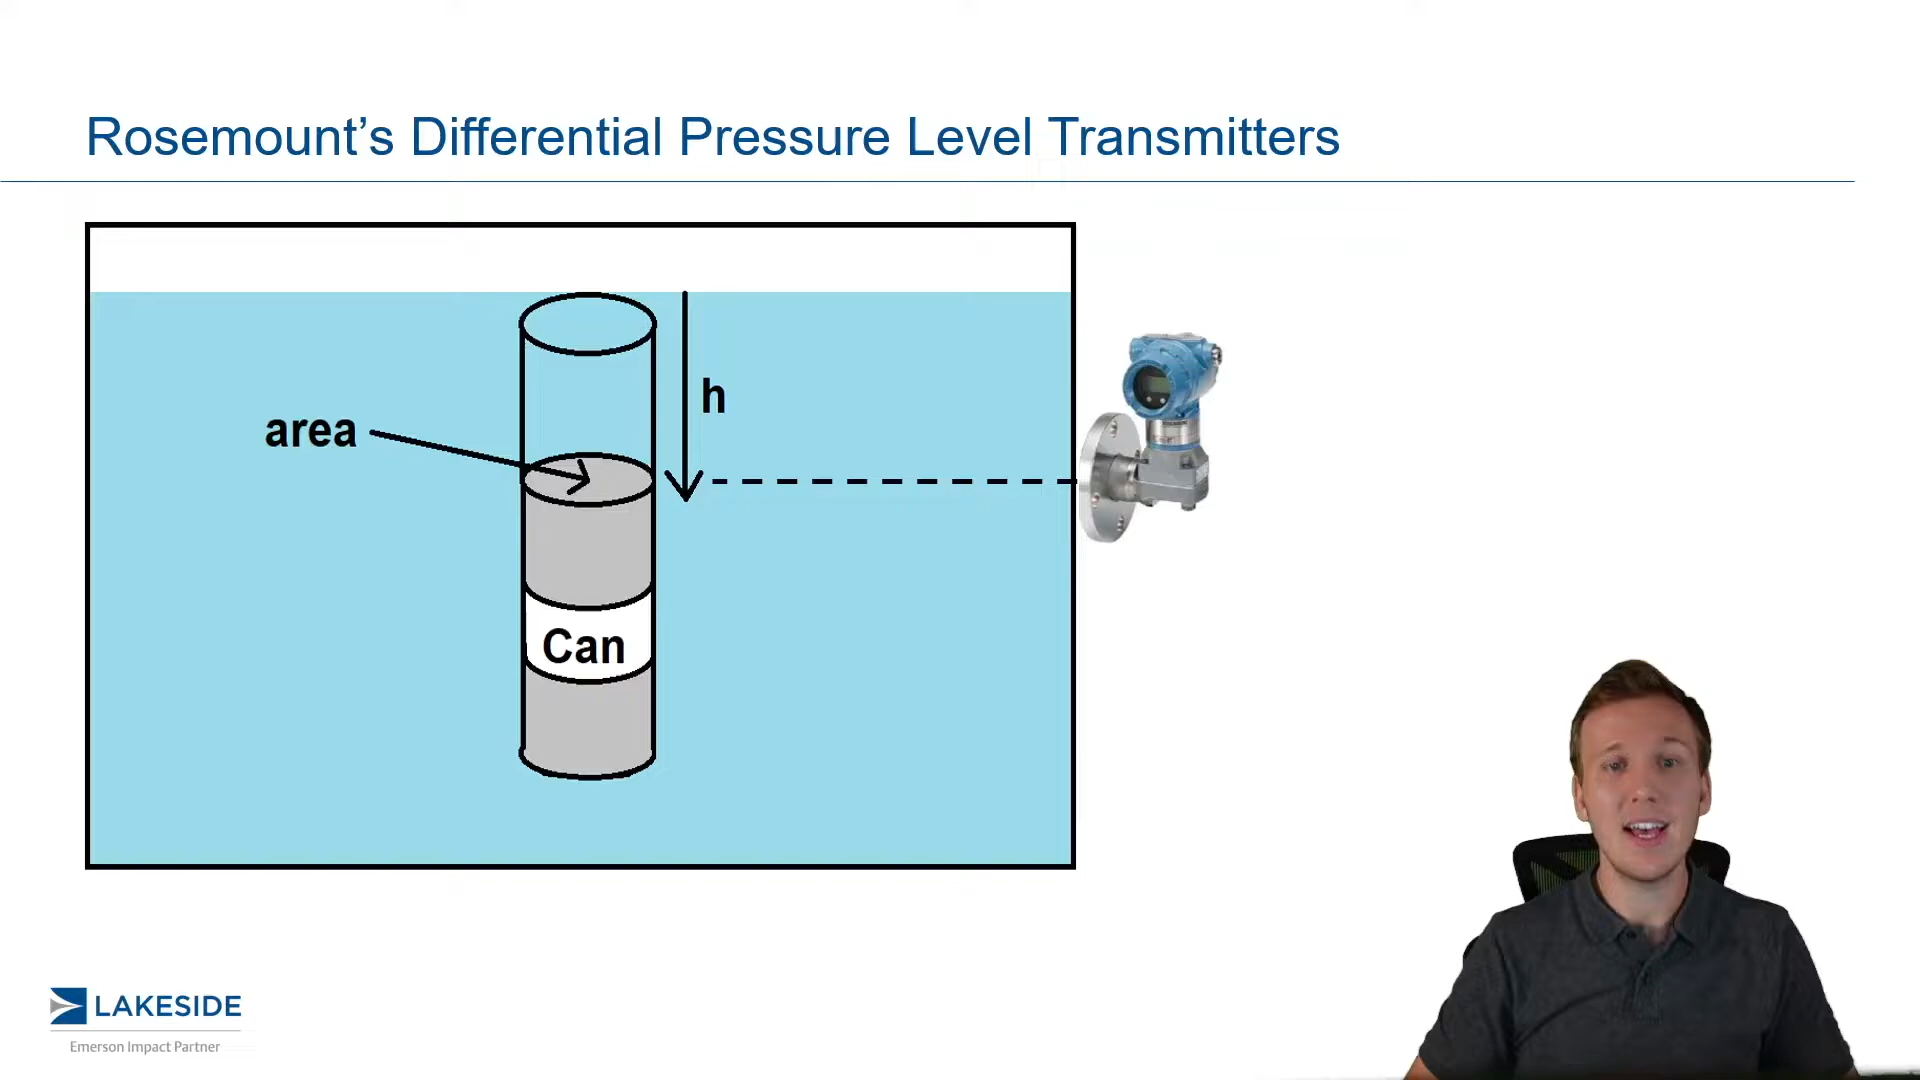 Rosemount’s Differential Pressure Level Transmitters
h
area
Can
LAKESIDE
Emerson Impact Partner